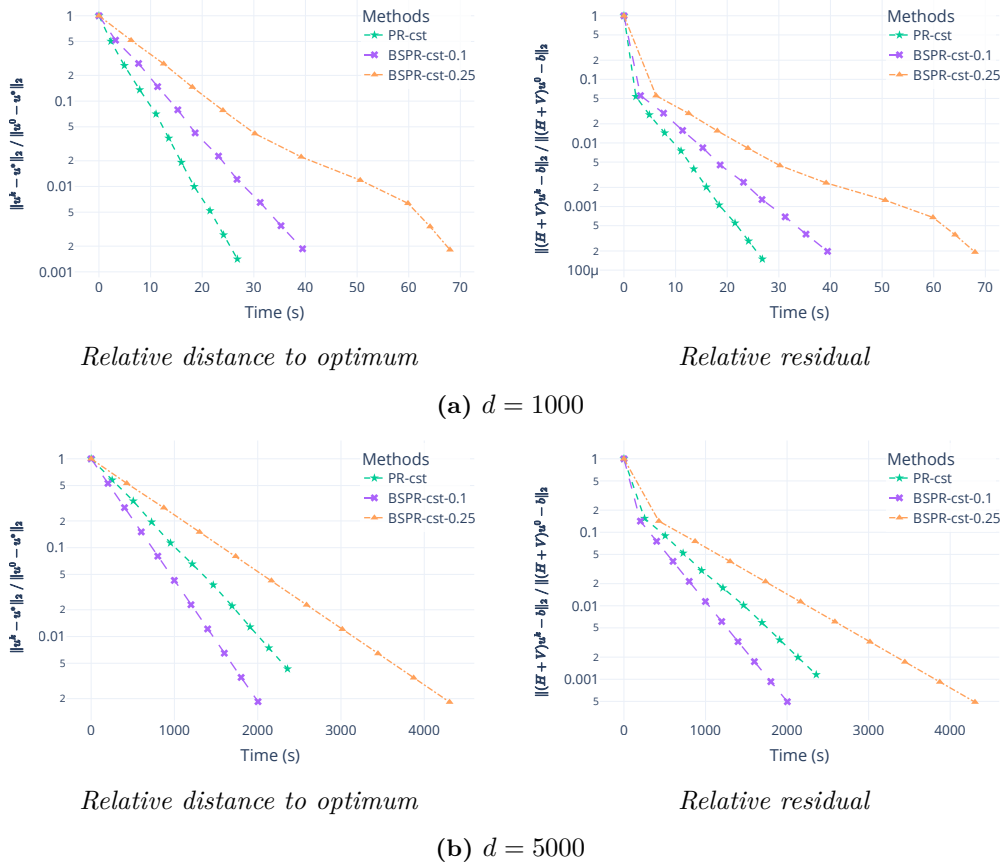 Methods
PR-cst
BSPR-cst-0.1
BSPR-cst-0.25
1
5
2
0.1
5
2
0.01
5
2
0.001
‖u^k − u*‖₂ / ‖u⁰ − u*‖₂
0 10 20 30 40 50 60 70
Time (s)
Relative distance to optimum
Methods
PR-cst
BSPR-cst-0.1
BSPR-cst-0.25
1
5
2
0.1
5
2
0.01
5
2
0.001
5
2
100μ
‖(H + V)u^k − b‖₂ / ‖(H + V)u⁰ − b‖₂
0 10 20 30 40 50 60 70
Time (s)
Relative residual
(a) d = 1000
Methods
PR-cst
BSPR-cst-0.1
BSPR-cst-0.25
1
5
2
0.1
5
2
0.01
5
2
‖u^k − u*‖₂ / ‖u⁰ − u*‖₂
0 1000 2000 3000 4000
Time (s)
Relative distance to optimum
Methods
PR-cst
BSPR-cst-0.1
BSPR-cst-0.25
1
5
2
0.1
5
2
0.01
5
2
0.001
5
‖(H + V)u^k − b‖₂ / ‖(H + V)u⁰ − b‖₂
0 1000 2000 3000 4000
Time (s)
Relative residual
(b) d = 5000